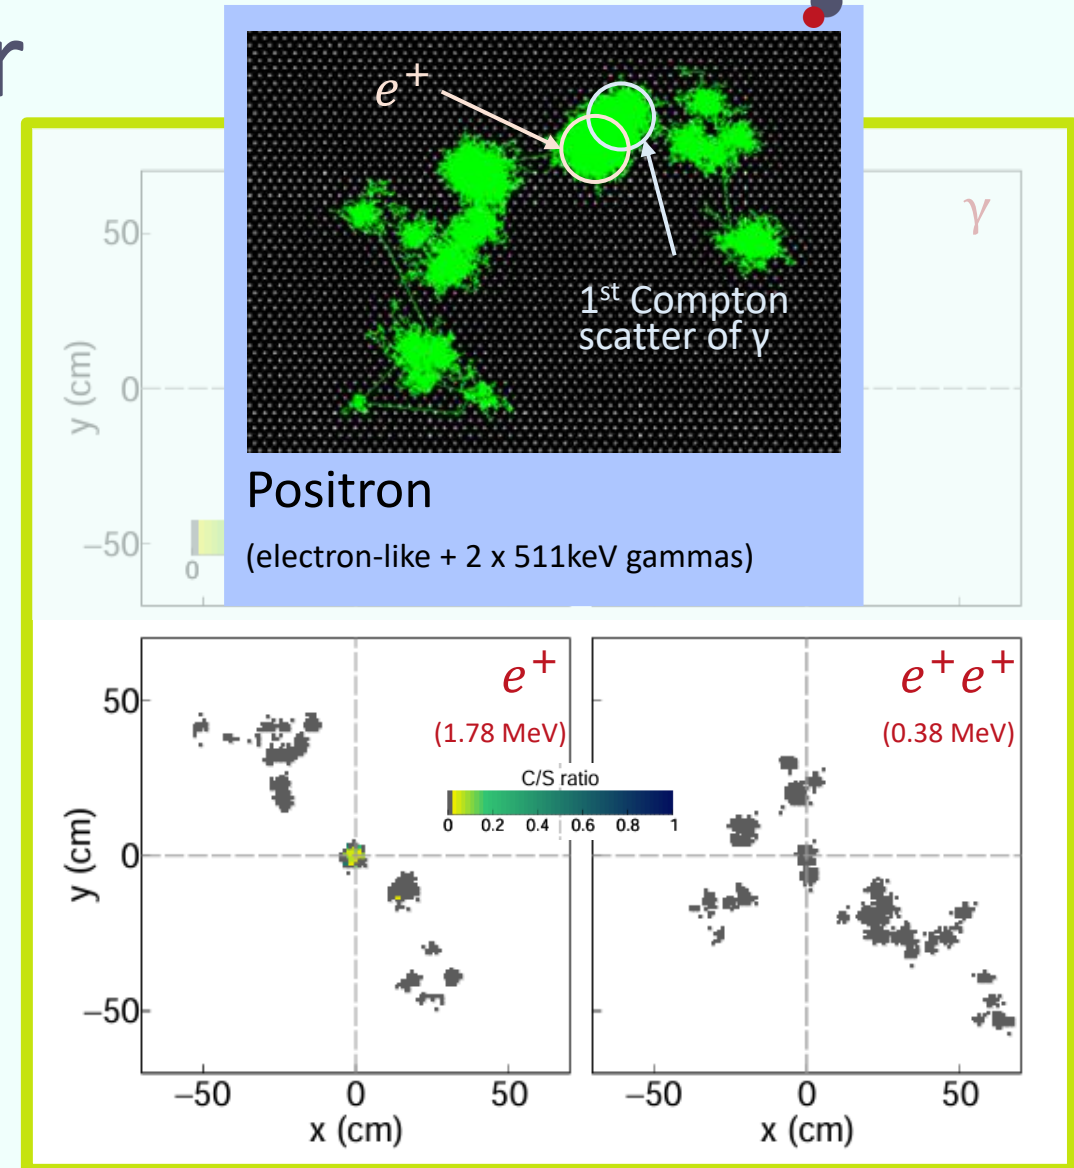 r
e⁺
1ˢᵗ Compton
scatter of γ
Positron
(electron-like + 2 x 511keV gammas)
γ
50
0
−50
y (cm)
0
e⁺
(1.78 MeV)
e⁺e⁺
(0.38 MeV)
C/S ratio
0 0.2 0.4 0.6 0.8 1
50
0
−50
y (cm)
−50 0 50
x (cm)
−50 0 50
x (cm)